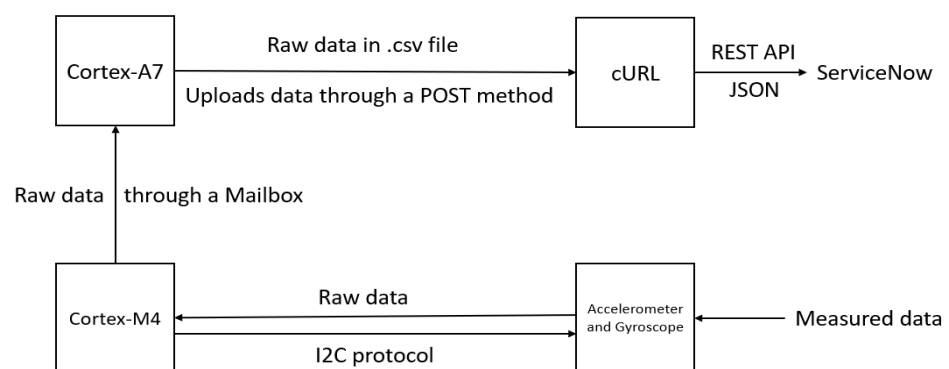 Raw data in .csv file
Cortex-A7
cURL
REST API
JSON
ServiceNow
Uploads data through a POST method
Raw data
through a Mailbox
Cortex-M4
Raw data
I2C protocol
Accelerometer
and Gyroscope
Measured data